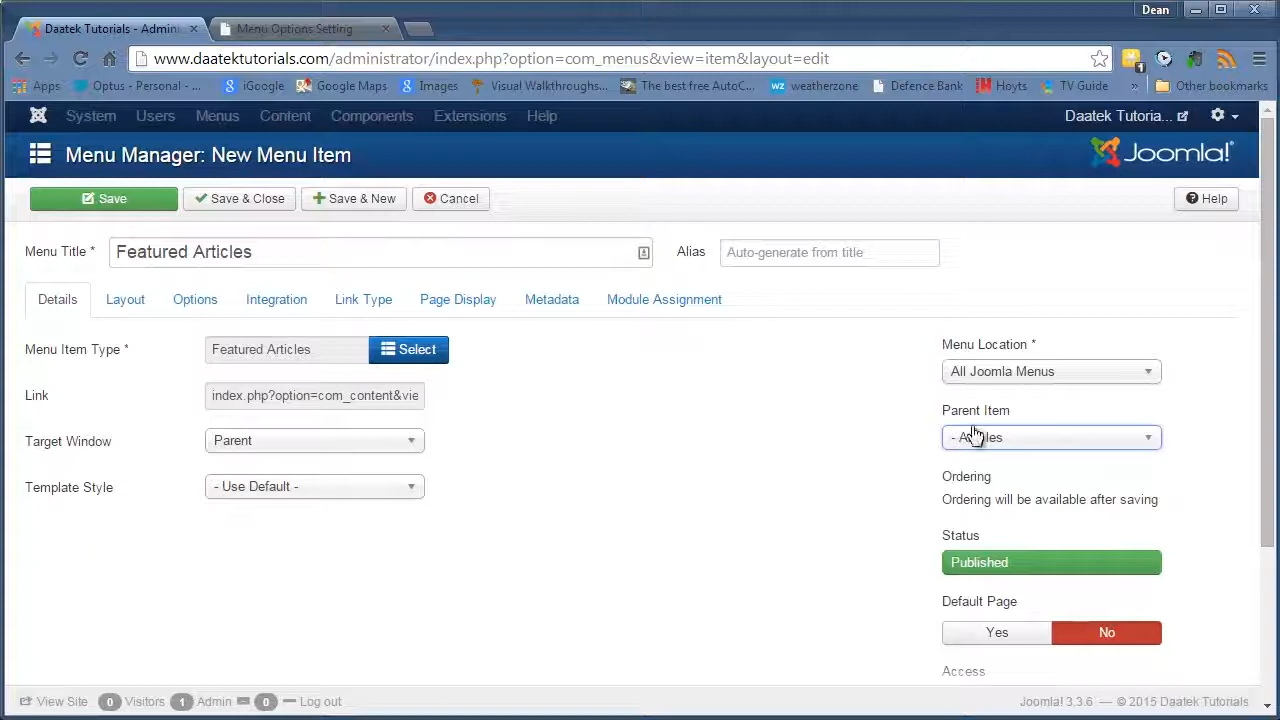 Dean
Daatek Tutorials - Admini
Menu Options Setting
www.daatektutorials.com/administrator/index.php?option=com_menus&view=item&layout=edit
Apps
Optus - Personal - ...
iGoogle
Google Maps
Images
Visual Walkthroughs...
The best free AutoC...
wz weatherzone
Defence Bank
Hoyts
TV Guide
»
Other bookmarks
System
Users
Menus
Content
Components
Extensions
Help
Daatek Tutoria...
Menu Manager: New Menu Item
Joomla!
Save
Save & Close
Save & New
Cancel
Help
Menu Title *
Featured Articles
Alias
Auto-generate from title
Details
Layout
Options
Integration
Link Type
Page Display
Metadata
Module Assignment
Menu Item Type *
Featured Articles
Select
Link
index.php?option=com_content&vie
Target Window
Parent
Template Style
- Use Default -
Menu Location *
All Joomla Menus
Parent Item
Ordering
Ordering will be available after saving
Status
Published
Default Page
Yes
No
Access
View Site
0 Visitors
1 Admin
0
Log out
Joomla! 3.3.6 — © 2015 Daatek Tutorials